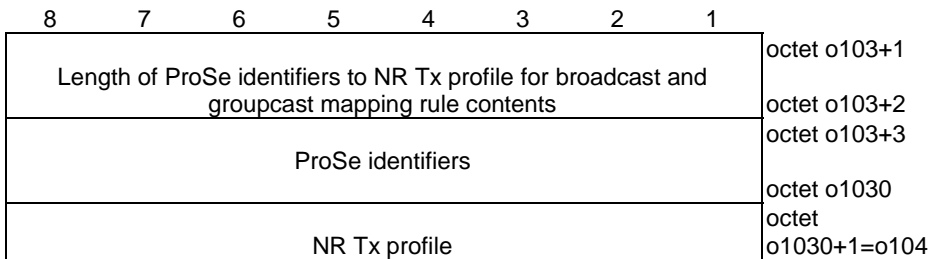 8 7 6 5 4 3 2 1
octet o103+1
Length of ProSe identifiers to NR Tx profile for broadcast and
groupcast mapping rule contents
octet o103+2
octet o103+3
ProSe identifiers
octet o1030
octet
NR Tx profile
o1030+1=o104